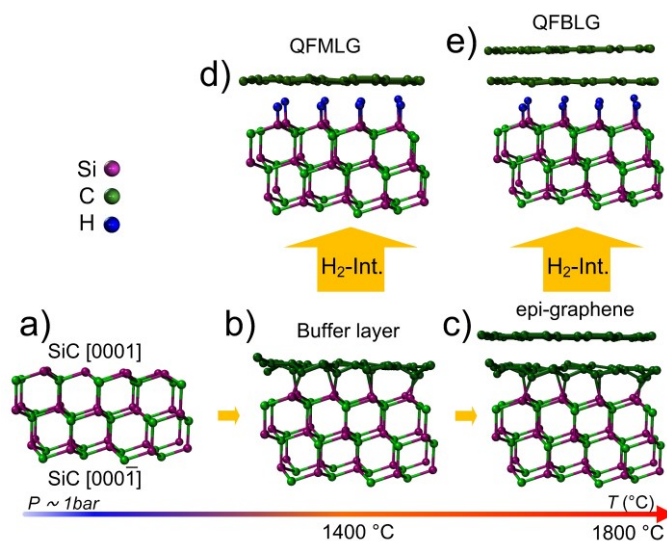 QFMLG
QFBLG
d)
e)
Si
C
H
H₂-Int.
H₂-Int.
a)
SiC [0001]
b)
Buffer layer
c)
epi-graphene
SiC [0001̅]
P ~ 1bar
T (°C)
1400 °C
1800 °C